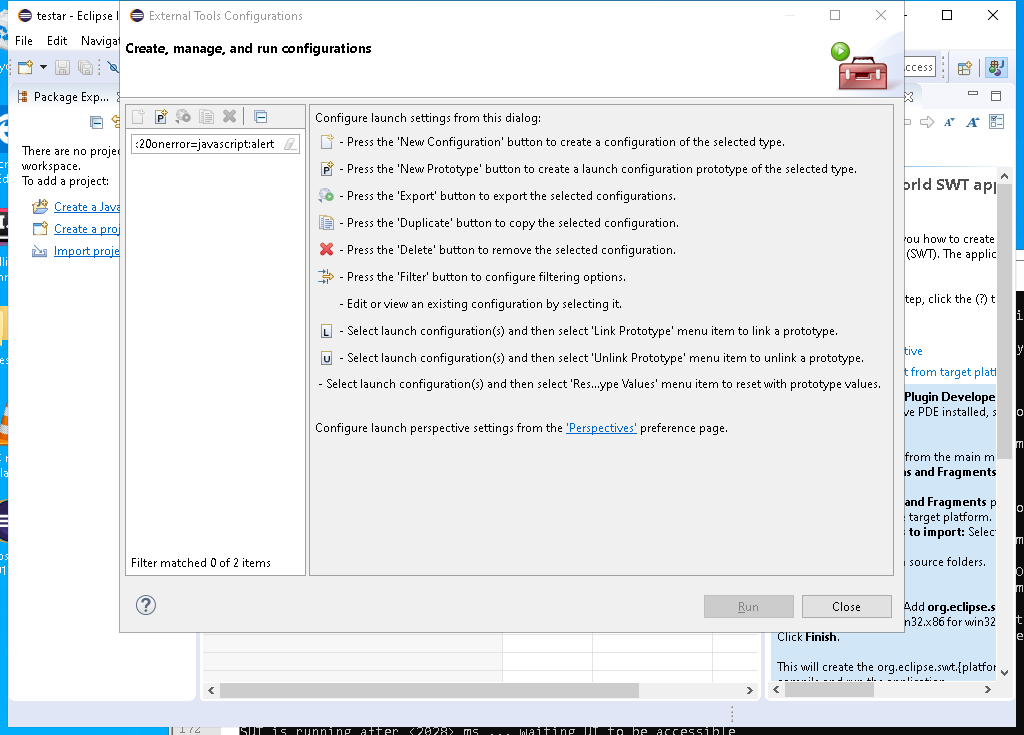 testar - Eclipse I
External Tools Configurations
File Edit Navigat
Create, manage, and run configurations
ccess
Package Exp...
:20onerror=javascript:alert
Configure launch settings from this dialog:
- Press the 'New Configuration' button to create a configuration of the selected type.
P - Press the 'New Prototype' button to create a launch configuration prototype of the selected type.
- Press the 'Export' button to export the selected configurations.
- Press the 'Duplicate' button to copy the selected configuration.
- Press the 'Delete' button to remove the selected configuration.
- Press the 'Filter' button to configure filtering options.
- Edit or view an existing configuration by selecting it.
L - Select launch configuration(s) and then select 'Link Prototype' menu item to link a prototype.
U - Select launch configuration(s) and then select 'Unlink Prototype' menu item to unlink a prototype.
- Select launch configuration(s) and then select 'Res...ype Values' menu item to reset with prototype values.
Configure launch perspective settings from the 'Perspectives' preference page.
Filter matched 0 of 2 items
Run
Close
There are no projec
workspace.
To add a project:
Create a Java
Create a proj
Import proje
orld SWT app
you how to create
(SWT). The applic
tep, click the (?) t
tive
t from target platf
Plugin Develope
ve PDE installed, s
from the main m
ns and Fragments
and Fragments p
target platform.
s to import: Selec
source folders.
Add org.eclipse.s
in32.x86 for win32
Click Finish.
This will create the org.eclipse.swt.{platfor
compile and run the application
172
SUT is running after <2028> ms ... waiting UI to be accessible